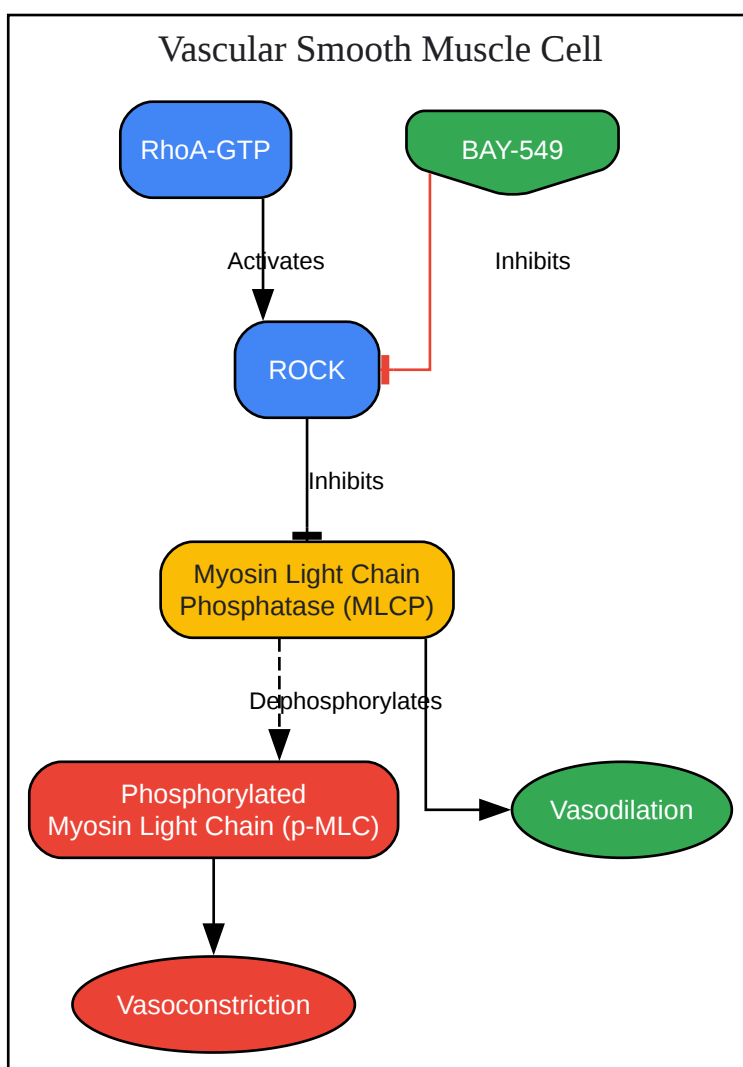 Vascular Smooth Muscle Cell
RhoA-GTP
BAY-549
Activates
Inhibits
ROCK
Inhibits
Myosin Light Chain
Phosphatase (MLCP)
Dephosphorylates
Phosphorylated
Myosin Light Chain (p-MLC)
Vasodilation
Vasoconstriction